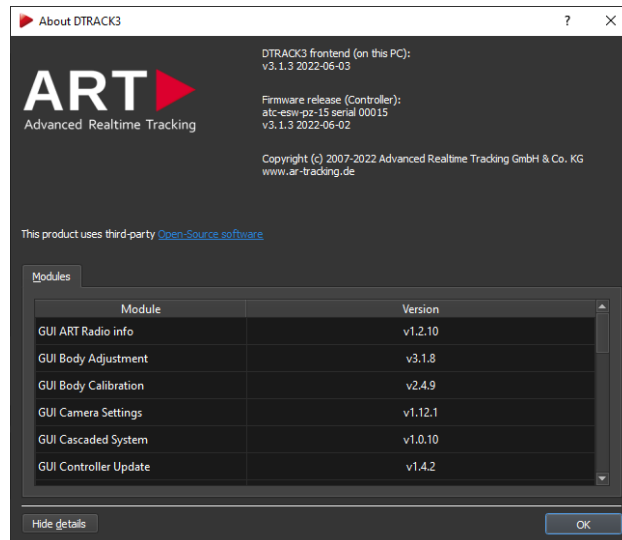 About DTRACK3
?
ART
Advanced Realtime Tracking
DTRACK3 frontend (on this PC):
v3.1.3 2022-06-03
Firmware release (Controller):
atc-esw-pz-15 serial 00015
v3.1.3 2022-06-02
Copyright (c) 2007-2022 Advanced Realtime Tracking GmbH & Co. KG
www.ar-tracking.de
This product uses third-party Open-Source software
Modules
Module Version
GUI ART Radio info v1.2.10
GUI Body Adjustment v3.1.8
GUI Body Calibration v2.4.9
GUI Camera Settings v1.12.1
GUI Cascaded System v1.0.10
GUI Controller Update v1.4.2
Hide details OK